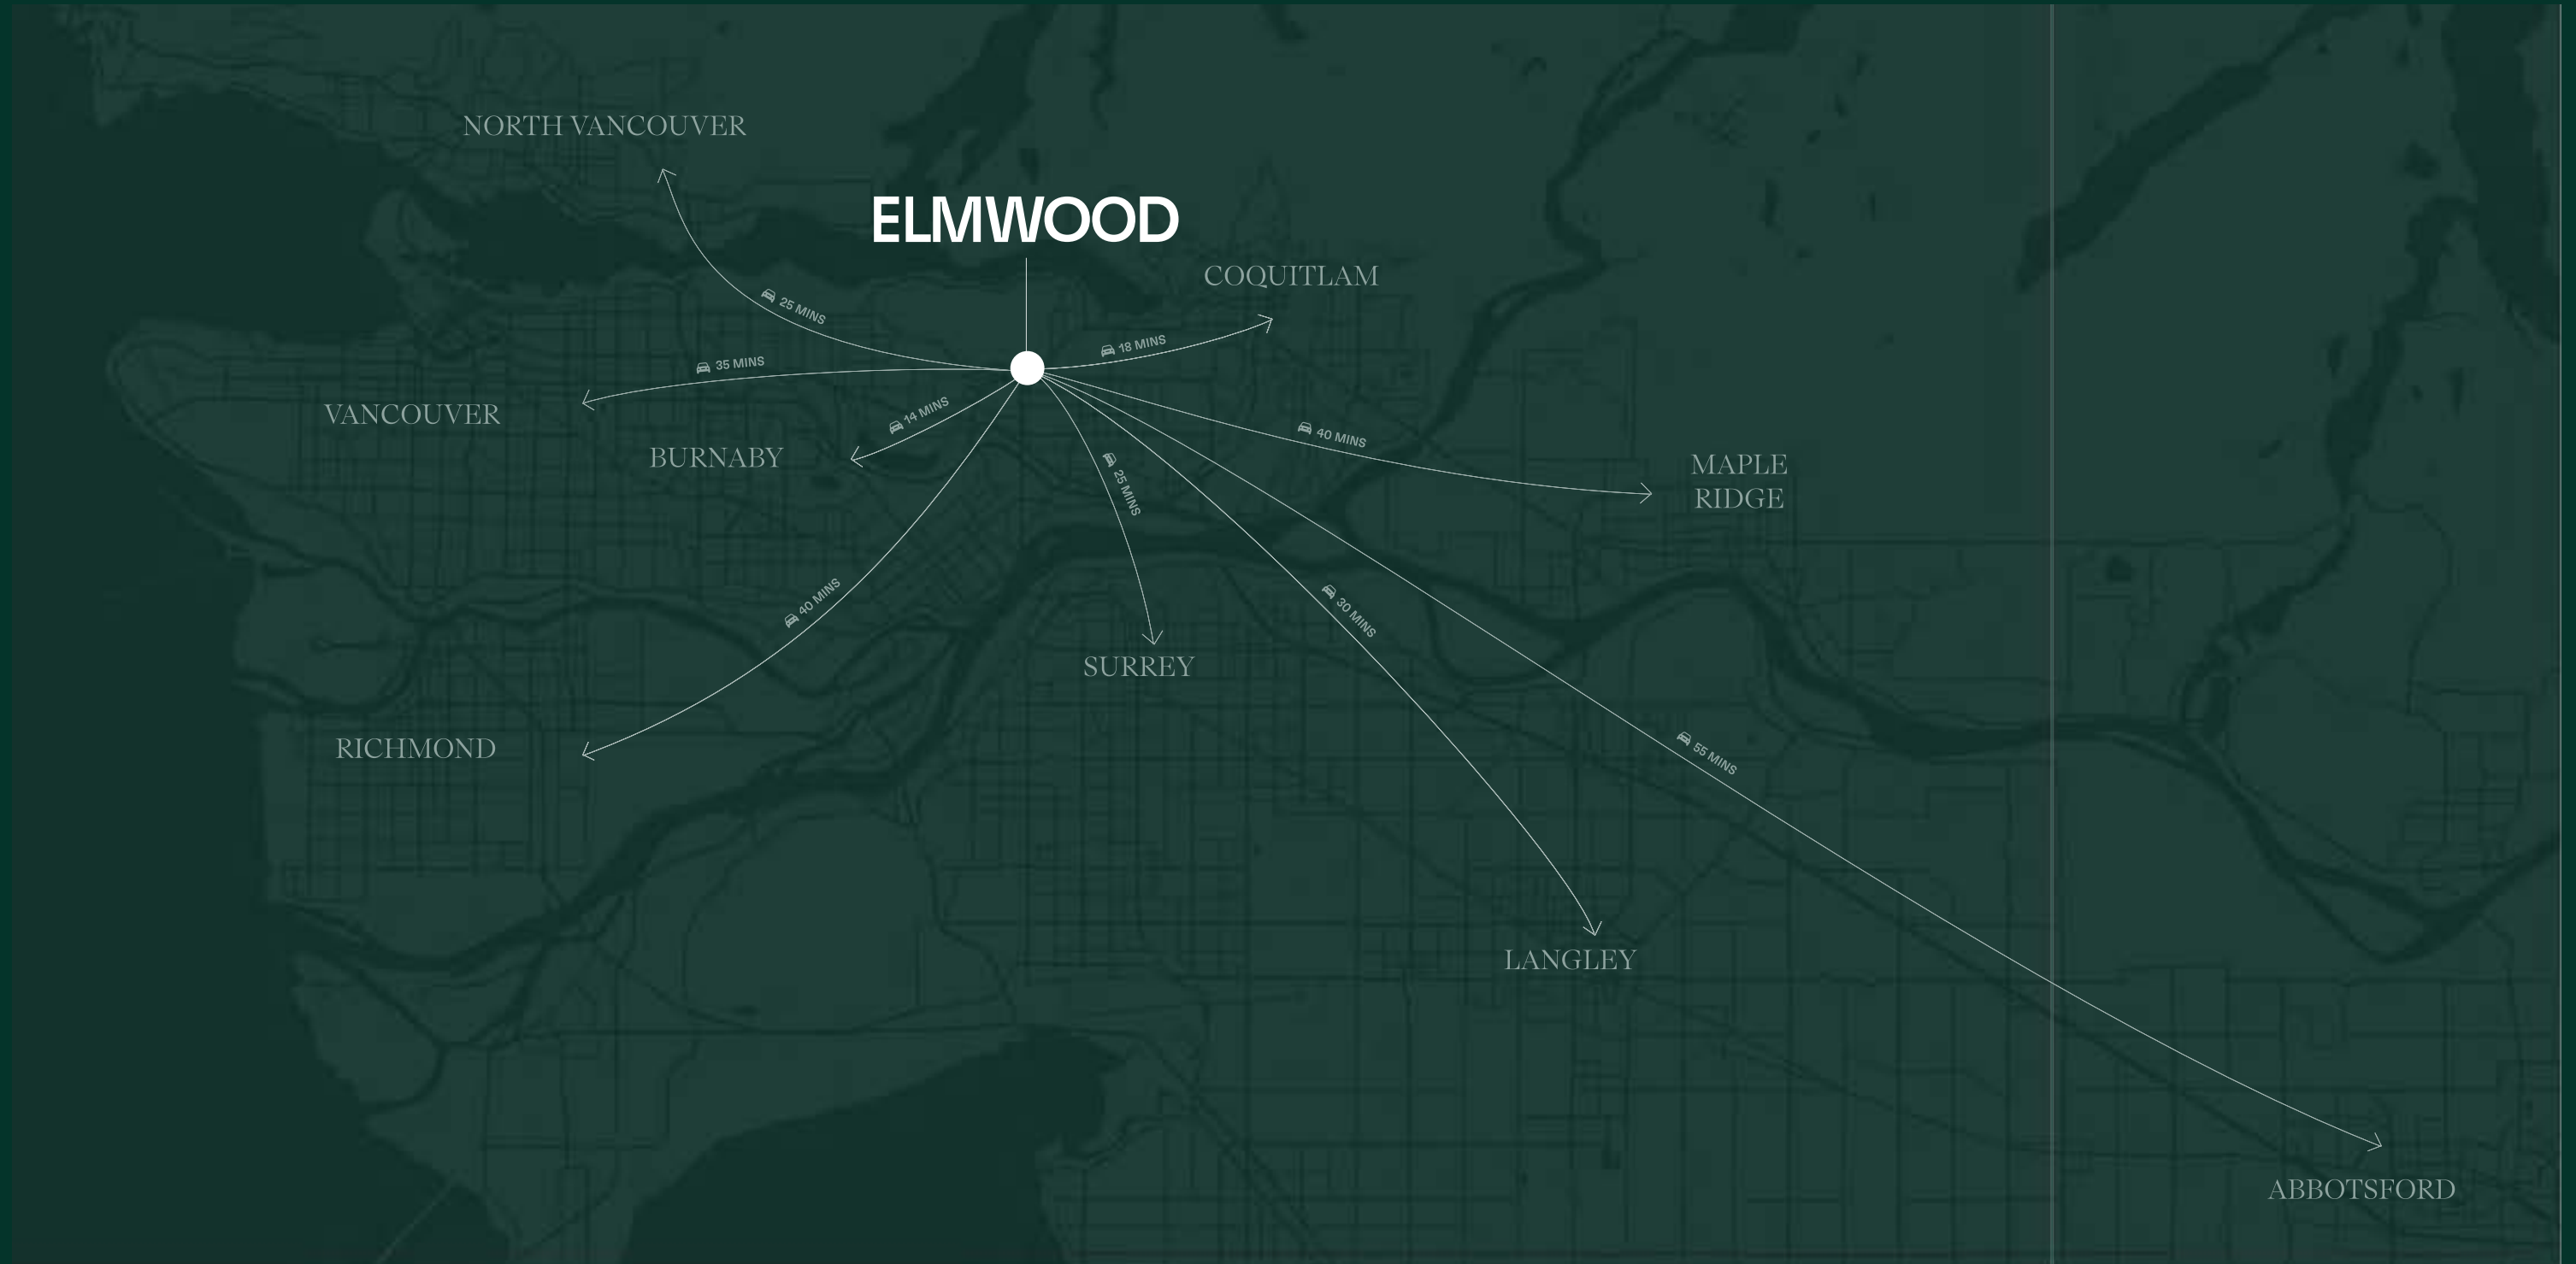 NORTH VANCOUVER
ELMWOOD
COQUITLAM
25 MINS
18 MINS
35 MINS
VANCOUVER
14 MINS
BURNABY
40 MINS
MAPLE
RIDGE
25 MINS
40 MINS
30 MINS
SURREY
RICHMOND
55 MINS
LANGLEY
ABBOTSFORD